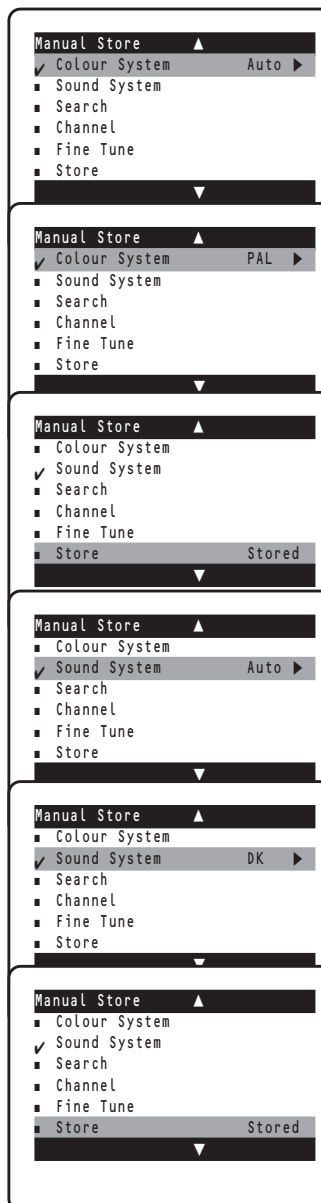 Manual Store ▲
✔ Colour System Auto ▶
▪ Sound System
▪ Search
▪ Channel
▪ Fine Tune
▪ Store
▼
Manual Store ▲
✔ Colour System PAL ▶
▪ Sound System
▪ Search
▪ Channel
▪ Fine Tune
▪ Store
▼
Manual Store ▲
▪ Colour System
✔ Sound System
▪ Search
▪ Channel
▪ Fine Tune
▪ Store Stored
▼
Manual Store ▲
▪ Colour System
✔ Sound System Auto ▶
▪ Search
▪ Channel
▪ Fine Tune
▪ Store
▼
Manual Store ▲
▪ Colour System
✔ Sound System DK ▶
▪ Search
▪ Channel
▪ Fine Tune
▪ Store
▼
Manual Store ▲
▪ Colour System
✔ Sound System
▪ Search
▪ Channel
▪ Fine Tune
▪ Store Stored
▼